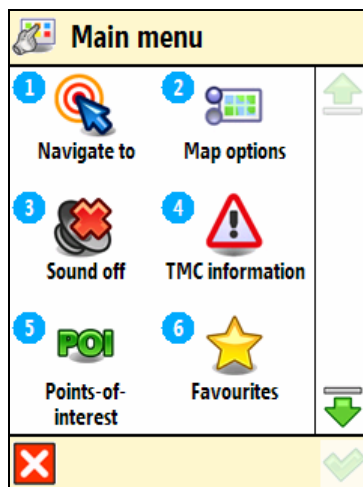 Main menu
1
2
Navigate to
Map options
3
4
Sound off
TMC information
5
6
POI
Points-of-
interest
Favourites